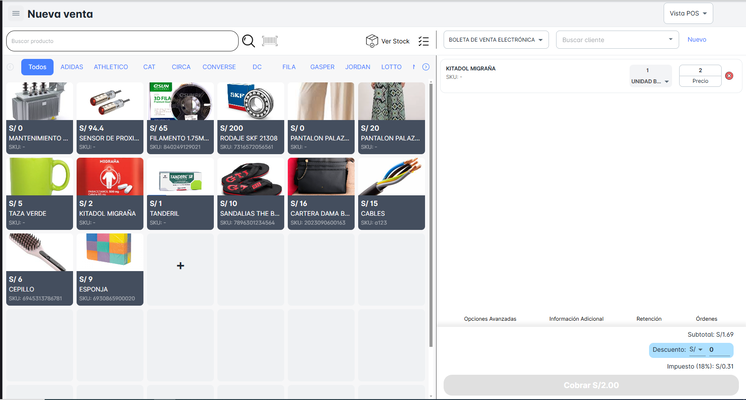 Nueva venta
Vista POS
Buscar producto
Ver Stock
BOLETA DE VENTA ELECTRÓNICA
Buscar cliente
Nuevo
Todos ADIDAS ATHLETICO CAT CIRCA CONVERSE DC FILA GASPER JORDAN LOTTO
KITADOL MIGRAÑA
SKU: -
1
UNIDAD B...
2
Precio
S/ 0
MANTENIMIENTO ...
SKU: -
S/ 94.4
SENSOR DE PROXI...
SKU: -
S/ 65
FILAMENTO 1.75M...
SKU: 840269129021
S/ 200
RODAJE SKF 21308
SKU: 7316572056561
S/ 0
PANTALON PALAZ...
SKU: -
S/ 20
PANTALON PALAZ...
SKU: -
S/ 5
TAZA VERDE
SKU: -
S/ 2
KITADOL MIGRAÑA
SKU: -
S/ 1
TANDERIL
SKU: -
S/ 10
SANDALIAS THE B...
SKU: 7896301234564
S/ 16
CARTERA DAMA B...
SKU: 2023090600163
S/ 15
CABLES
SKU: 6123
S/ 6
CEPILLO
SKU: 6945313786781
S/ 9
ESPONJA
SKU: 6930865900020
+
Opciones Avanzadas Información Adicional Retención Órdenes
Subtotal: S/1.69
Descuento: S/ 0
Impuesto (18%): S/0.31
Cobrar S/2.00